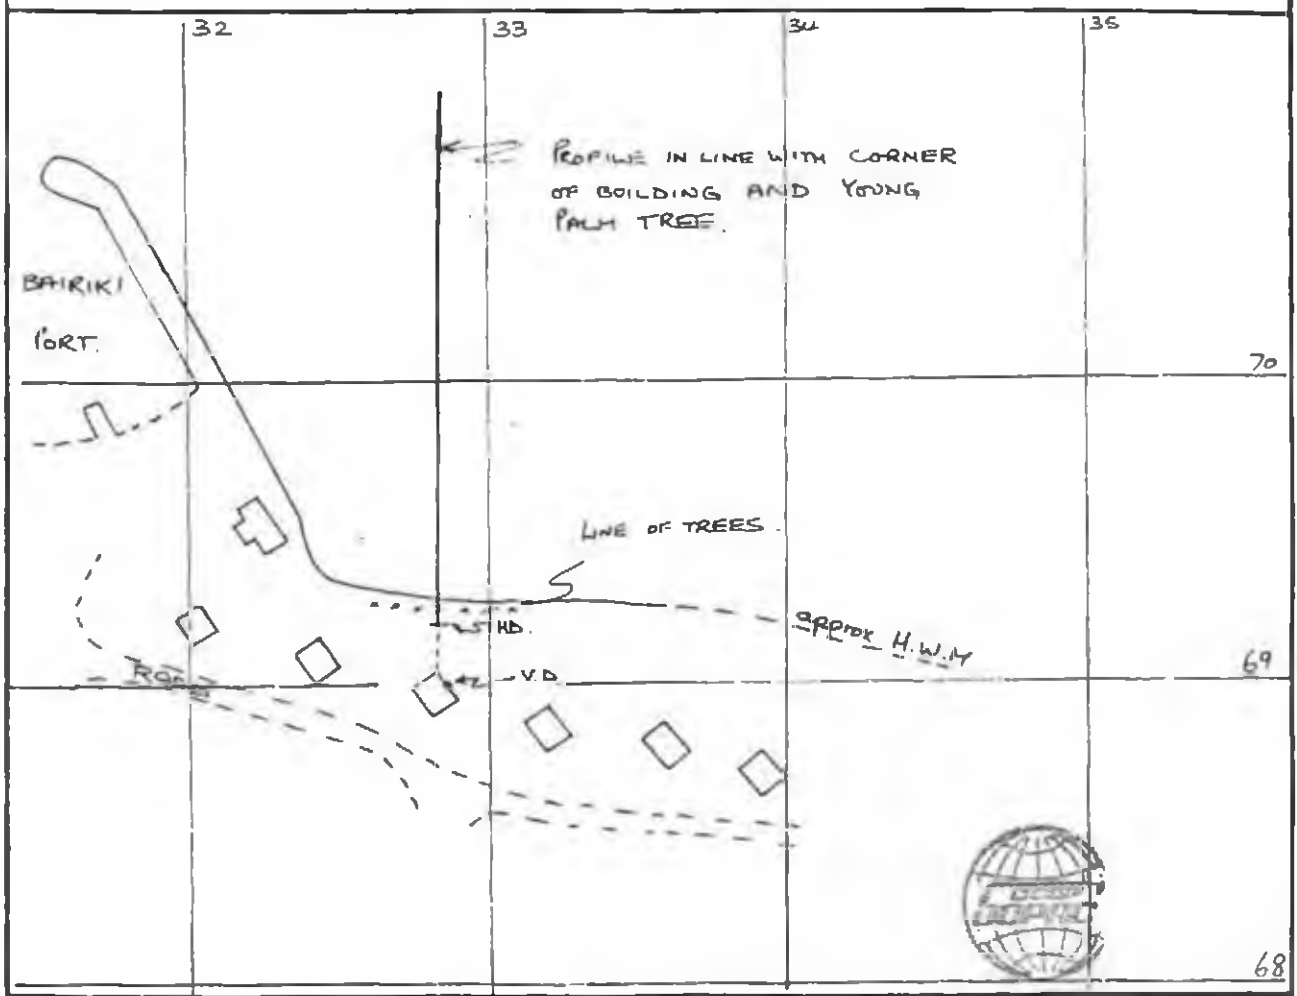 32
33
34
35
PROFILE IN LINE WITH CORNER
OF BUILDING AND YOUNG
PALM TREE.
BAIRIKI
PORT.
70
LINE OF TREES.
HD.
approx H.W.M
69
V.D.
68